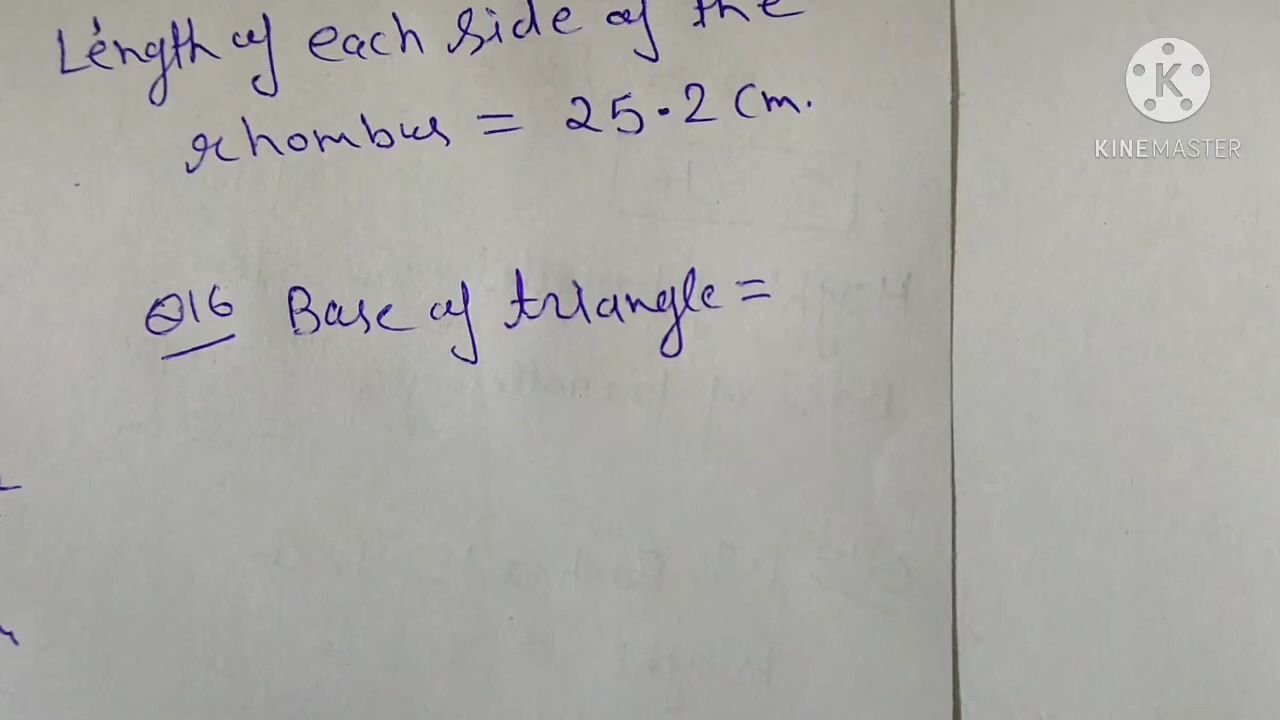 Length of each side of the
rhombus = 25.2 cm.
K
KINEMASTER
Q16 Base of triangle =